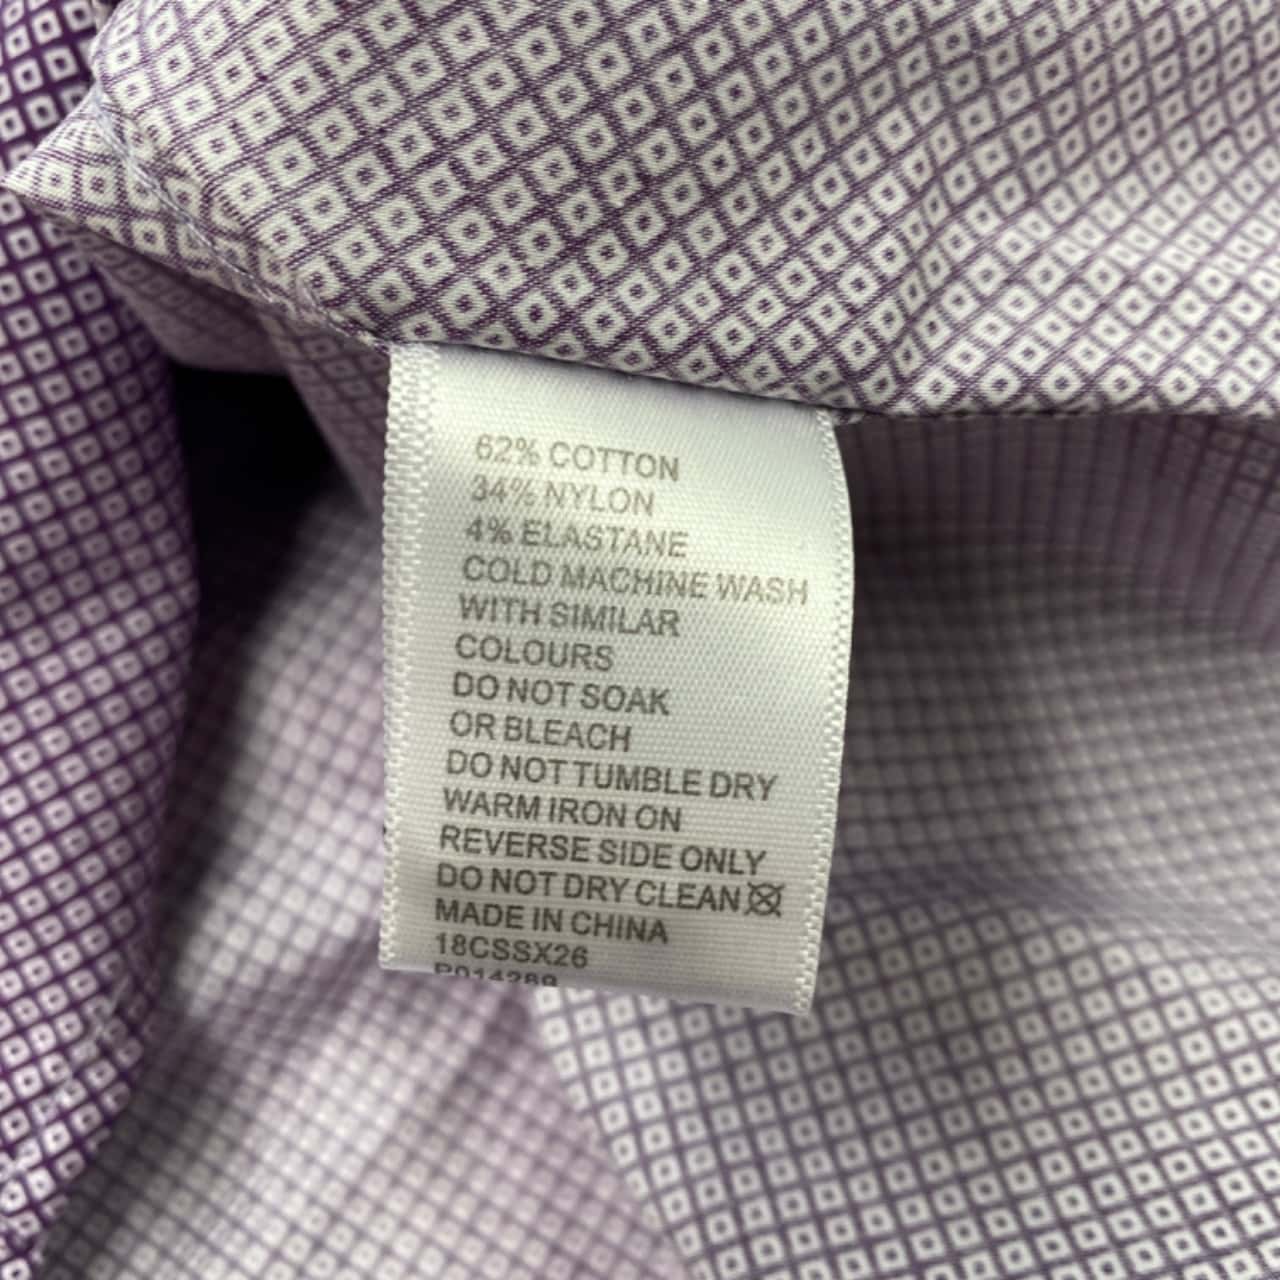 62% COTTON
34% NYLON
4% ELASTANE
COLD MACHINE WASH
WITH SIMILAR
COLOURS
DO NOT SOAK
OR BLEACH
DO NOT TUMBLE DRY
WARM IRON ON
REVERSE SIDE ONLY
DO NOT DRY CLEAN
MADE IN CHINA
18CSSX26